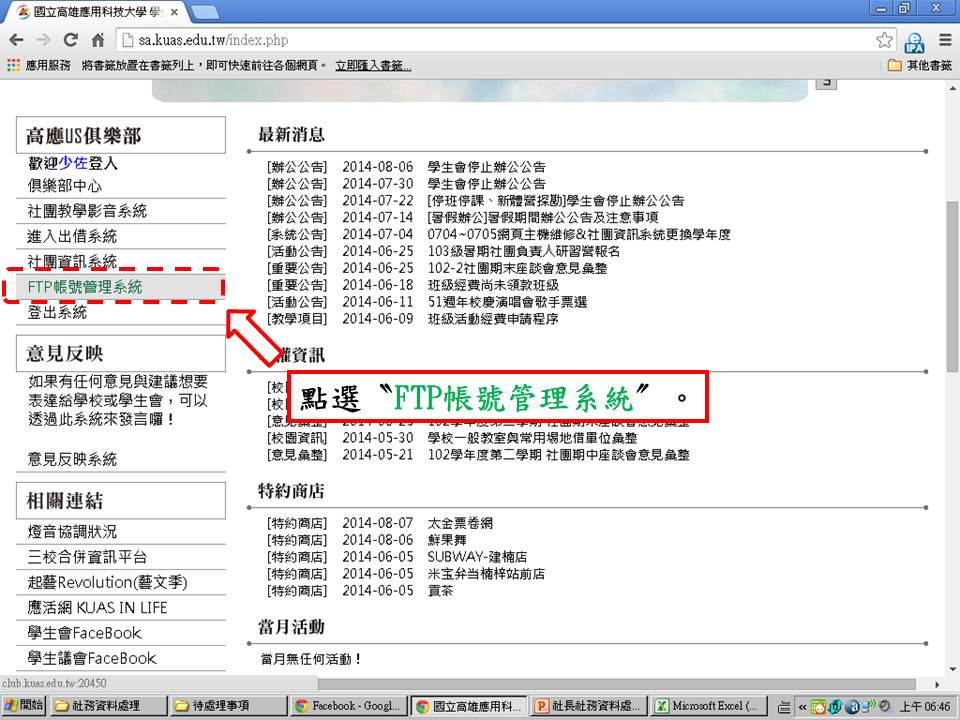 國立高雄應用科技大學 學
sa.kuas.edu.tw/index.php
應用服務 將書籤放置在書籤列上，即可快速前往各個網頁。 立即匯入書籤... 其他書籤
高應US俱樂部
歡迎少佐登入
俱樂部中心
社團教學影音系統
進入出借系統
社團資訊系統
FTP帳號管理系統
登出系統
意見反映
如果有任何意見與建議想要
表達給學校或學生會，可以
透過此系統來發言囉！
意見反映系統
相關連結
燈音協調狀況
三校合併資訊平台
起藝Revolution(藝文季)
應活網 KUAS IN LIFE
學生會FaceBook
學生議會FaceBook
最新消息
[辦公公告] 2014-08-06 學生會停止辦公公告
[辦公公告] 2014-07-30 學生會停止辦公公告
[辦公公告] 2014-07-22 [停班停課、新體營探勘]學生會停止辦公公告
[辦公公告] 2014-07-14 [暑假辦公]暑假期間辦公公告及注意事項
[系統公告] 2014-07-04 0704~0705網頁主機維修&社團資訊系統更換學年度
[活動公告] 2014-06-25 103級暑期社團負責人研習營報名
[重要公告] 2014-06-25 102-2社團期末座談會意見彙整
[重要公告] 2014-06-18 班級經費尚未領款班級
[活動公告] 2014-06-11 51週年校慶演唱會歌手票選
[教學項目] 2014-06-09 班級活動經費申請程序
權資訊
點選〝FTP帳號管理系統〞。
[校園資訊] 2014-05-30 學校一般教室與常用場地借單位彙整
[意見彙整] 2014-05-21 102學年度第二學期 社團期中座談會意見彙整
特約商店
[特約商店] 2014-08-07 太金票卷網
[特約商店] 2014-08-06 鮮果舞
[特約商店] 2014-06-05 SUBWAY-建楠店
[特約商店] 2014-06-05 米宝弁当楠梓站前店
[特約商店] 2014-06-05 貢茶
當月活動
當月無任何活動！
club.kuas.edu.tw:20450
開始 社務資料處理 待處理事項 Facebook - Googl... 國立高雄應用科... 社長社務資料處... Microsoft Excel (... 上午 06:46